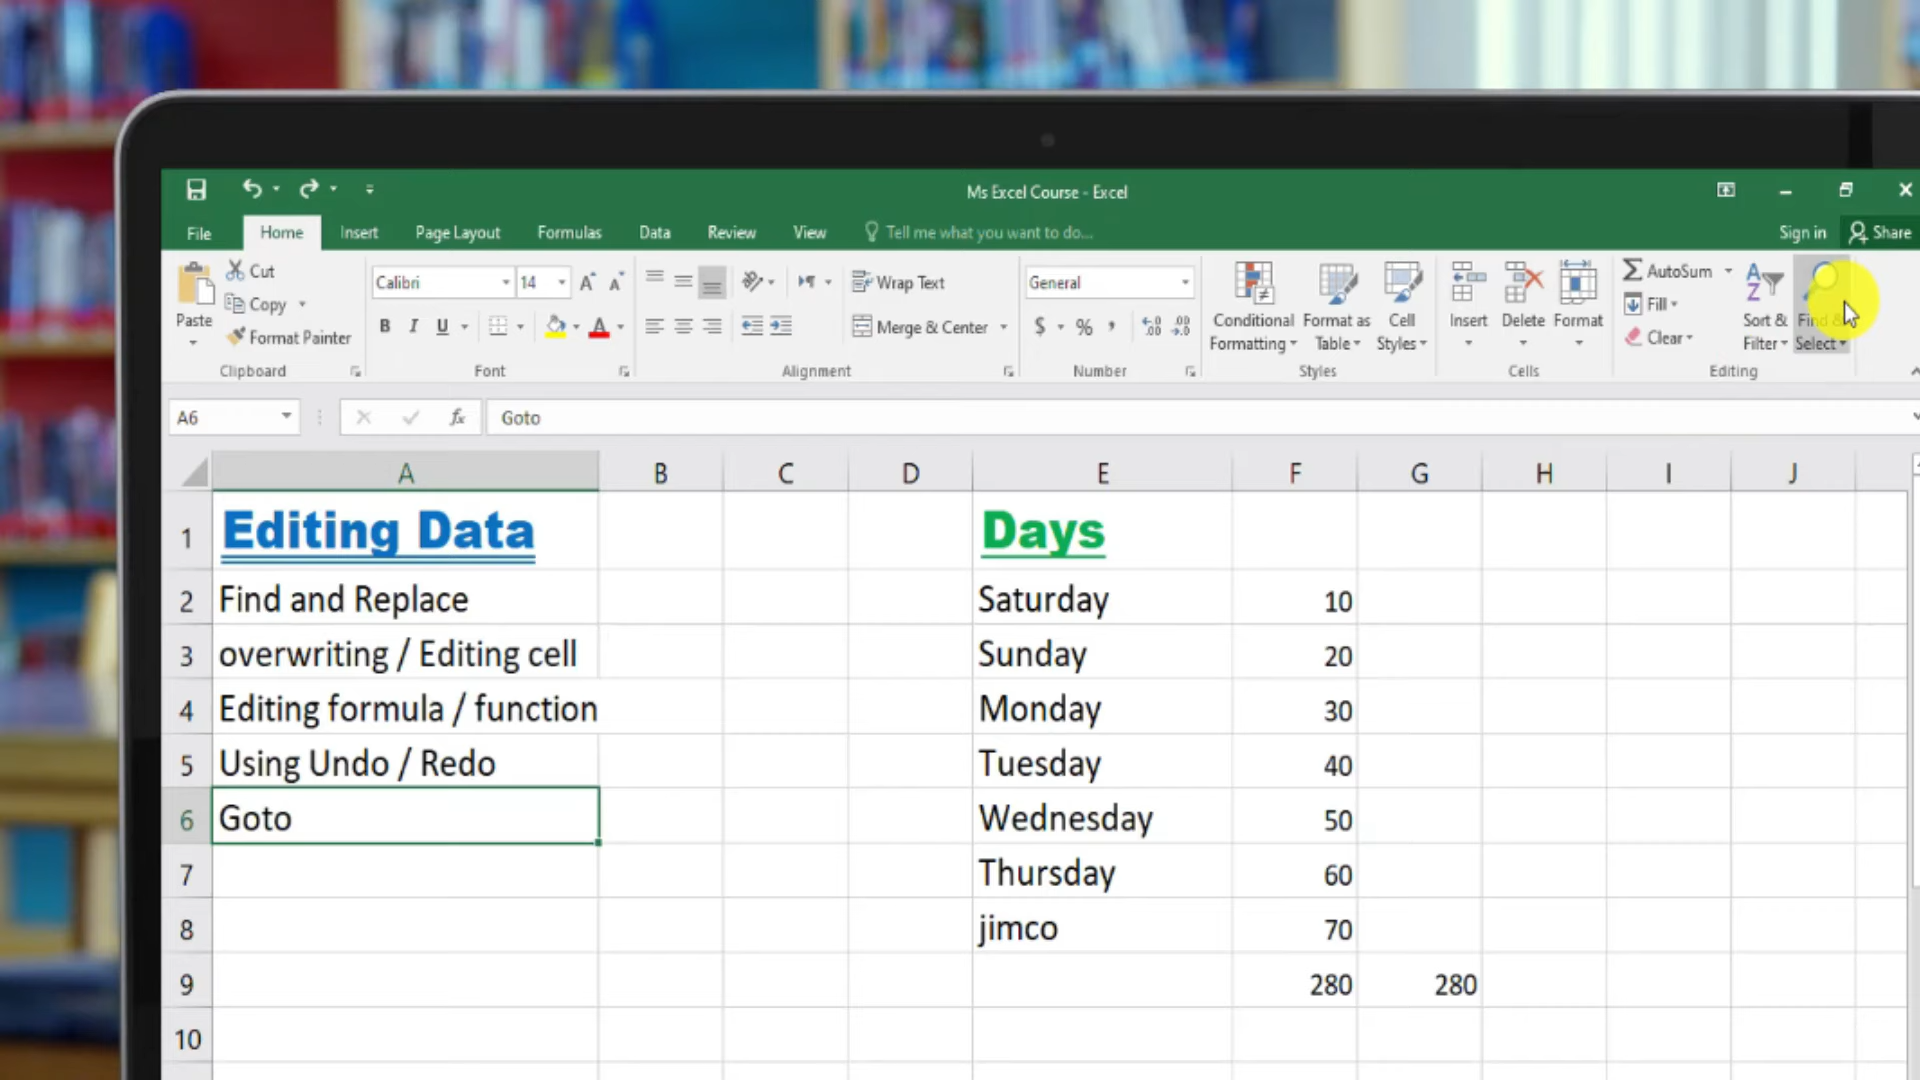 Ms Excel Course - Excel
File Home Insert Page Layout Formulas Data Review View Tell me what you want to do... Sign in Share
Cut
Copy
Format Painter
Paste
Clipboard
Calibri 14
B I U
Font
Wrap Text
Merge & Center
Alignment
General
$ % ,
Number
Conditional Formatting
Format as Table
Cell Styles
Styles
Insert Delete Format
Cells
AutoSum
Fill
Clear
Sort & Filter
Find & Select
Editing
A6 fx Goto
A B C D E F G H I J
1 Editing Data Days
2 Find and Replace Saturday 10
3 overwriting / Editing cell Sunday 20
4 Editing formula / function Monday 30
5 Using Undo / Redo Tuesday 40
6 Goto Wednesday 50
7 Thursday 60
8 jimco 70
9 280 280
10